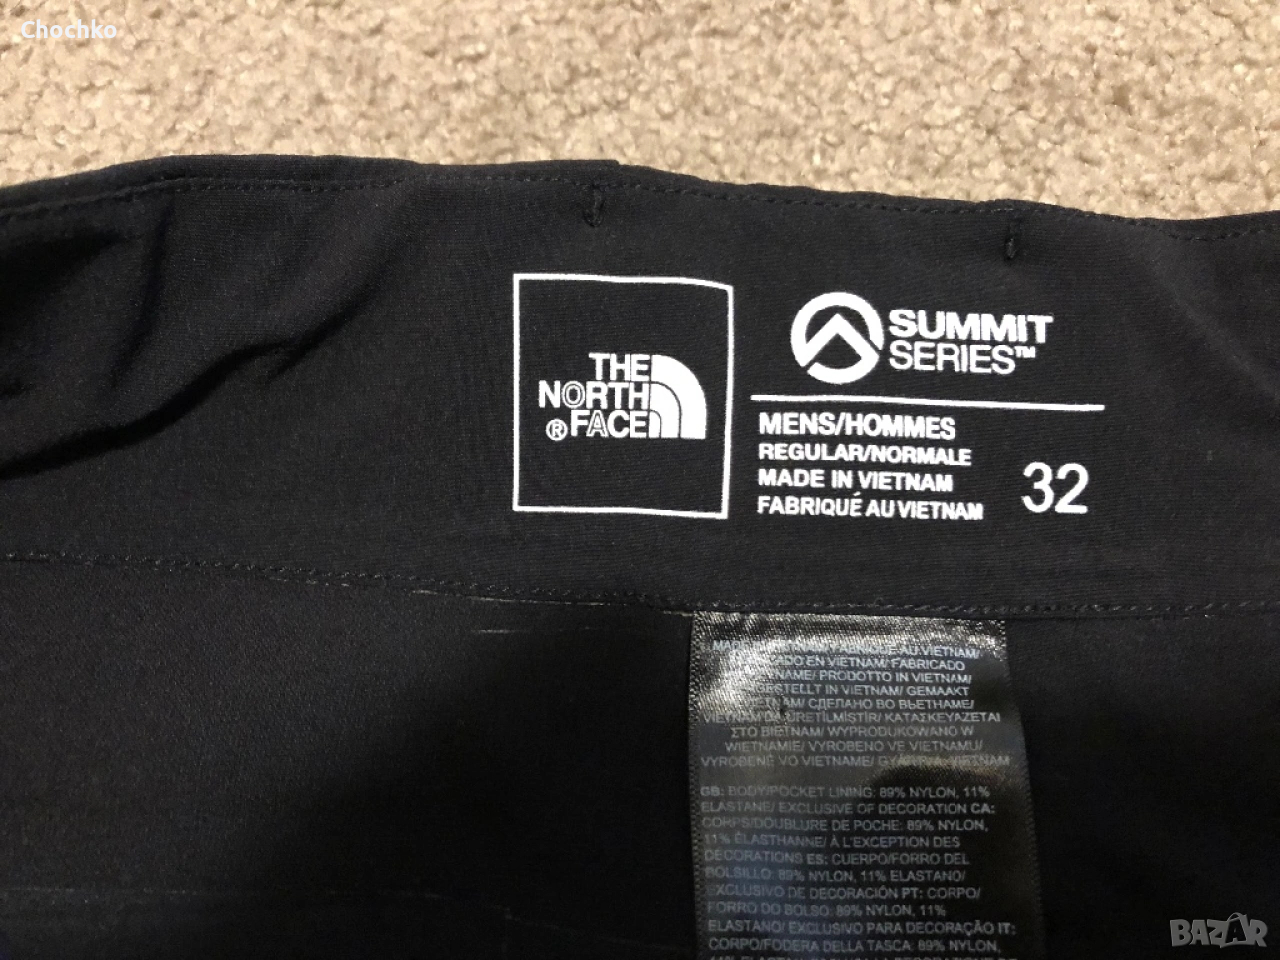 Chochko
THE
NORTH
® FACE
SUMMIT
SERIES™
MENS/HOMMES
REGULAR/NORMALE
MADE IN VIETNAM
FABRIQUÉ AU VIETNAM
32
FABRIQUÉ AU VIETNAM/
EN VIETNAM/ FABRICADO
PRODOTTO IN VIETNAM/
IN VIETNAM/ GEMAAKT
СДЕЛАНО ВО ВЬЕТНАМЕ/
ΚΑΤΑΣΚΕΥΑΖΕΤΑΙ
ΣΤΟ ΒΙΕΤΝΑΜ/ WYPRODUKOWANO W
WIETNAMIE/ VYROBENO VE VIETNAMU/
VYROBENÉ VO VIETNAME/
GB: BODY/POCKET LINING: 89% NYLON, 11%
ELASTANE/ EXCLUSIVE OF DECORATION CA:
CORPS/DOUBLURE DE POCHE: 89% NYLON,
11% ÉLASTHANNE/ À L'EXCEPTION DES
DÉCORATIONS ES: CUERPO/FORRO DEL
BOLSILLO: 89% NYLON, 11% ELASTANO/
EXCLUSIVO DE DECORACIÓN PT: CORPO/
FORRO DO BOLSO: 89% NYLON, 11%
ELASTANO/ EXCLUSIVO PARA DECORAÇÃO IT:
CORPO/FODERA DELLA TASCA: 89% NYLON,
BAZAR